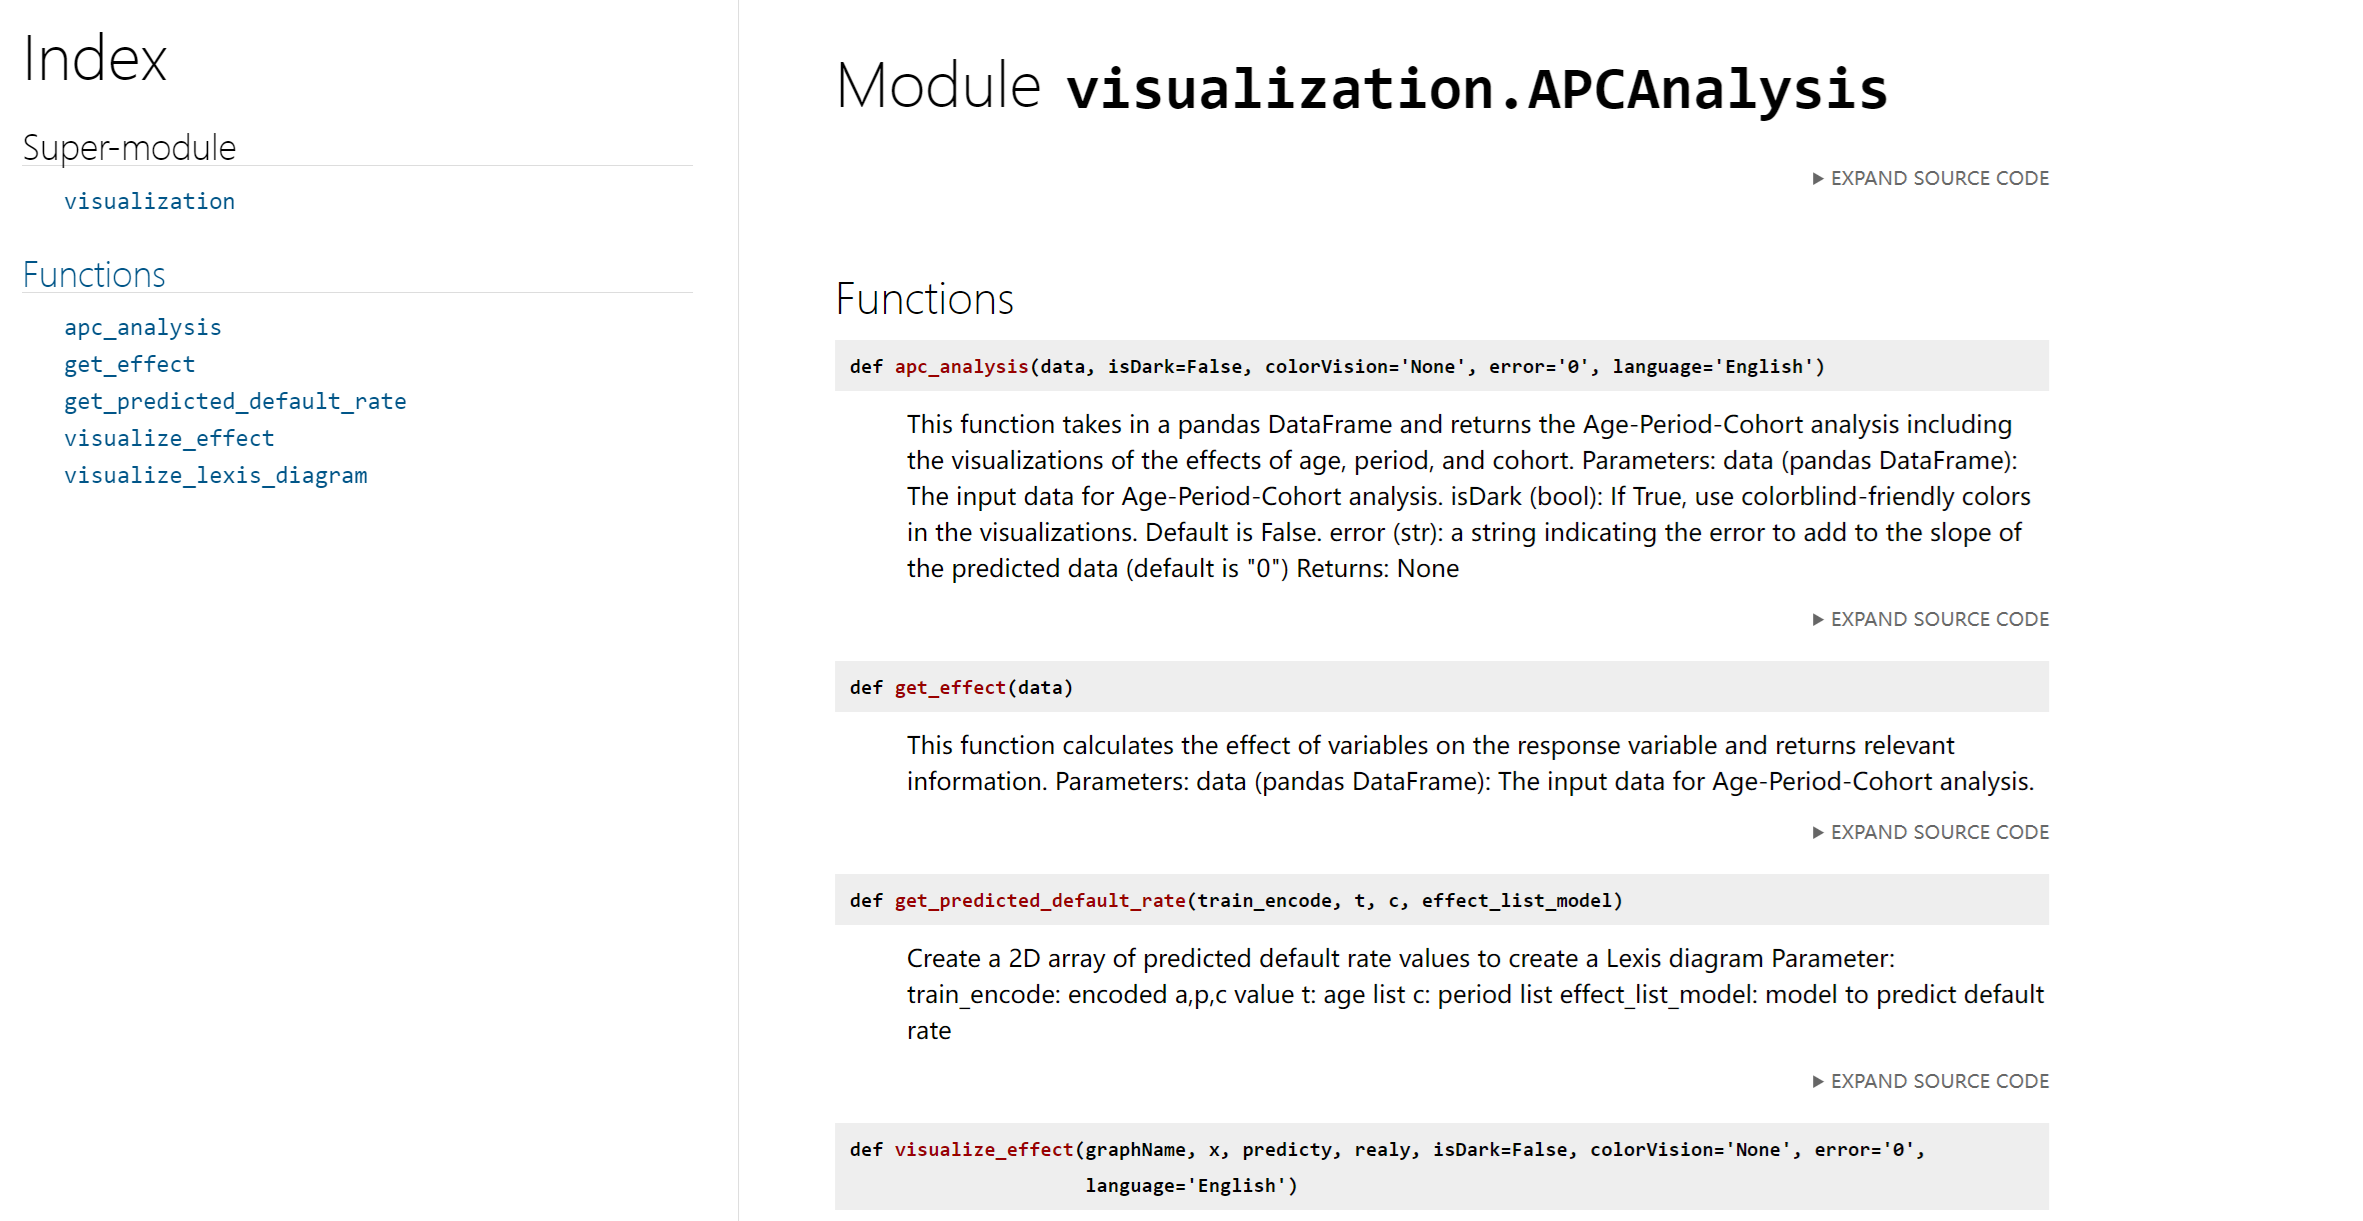 Index
Super-module
visualization
Functions
apc_analysis
get_effect
get_predicted_default_rate
visualize_effect
visualize_lexis_diagram
Module visualization.APCAnalysis
▶ EXPAND SOURCE CODE
Functions
def apc_analysis(data, isDark=False, colorVision='None', error='0', language='English')
This function takes in a pandas DataFrame and returns the Age-Period-Cohort analysis including
the visualizations of the effects of age, period, and cohort. Parameters: data (pandas DataFrame):
The input data for Age-Period-Cohort analysis. isDark (bool): If True, use colorblind-friendly colors
in the visualizations. Default is False. error (str): a string indicating the error to add to the slope of
the predicted data (default is "0") Returns: None
▶ EXPAND SOURCE CODE
def get_effect(data)
This function calculates the effect of variables on the response variable and returns relevant
information. Parameters: data (pandas DataFrame): The input data for Age-Period-Cohort analysis.
▶ EXPAND SOURCE CODE
def get_predicted_default_rate(train_encode, t, c, effect_list_model)
Create a 2D array of predicted default rate values to create a Lexis diagram Parameter:
train_encode: encoded a,p,c value t: age list c: period list effect_list_model: model to predict default
rate
▶ EXPAND SOURCE CODE
def visualize_effect(graphName, x, predicty, realy, isDark=False, colorVision='None', error='0',
language='English')